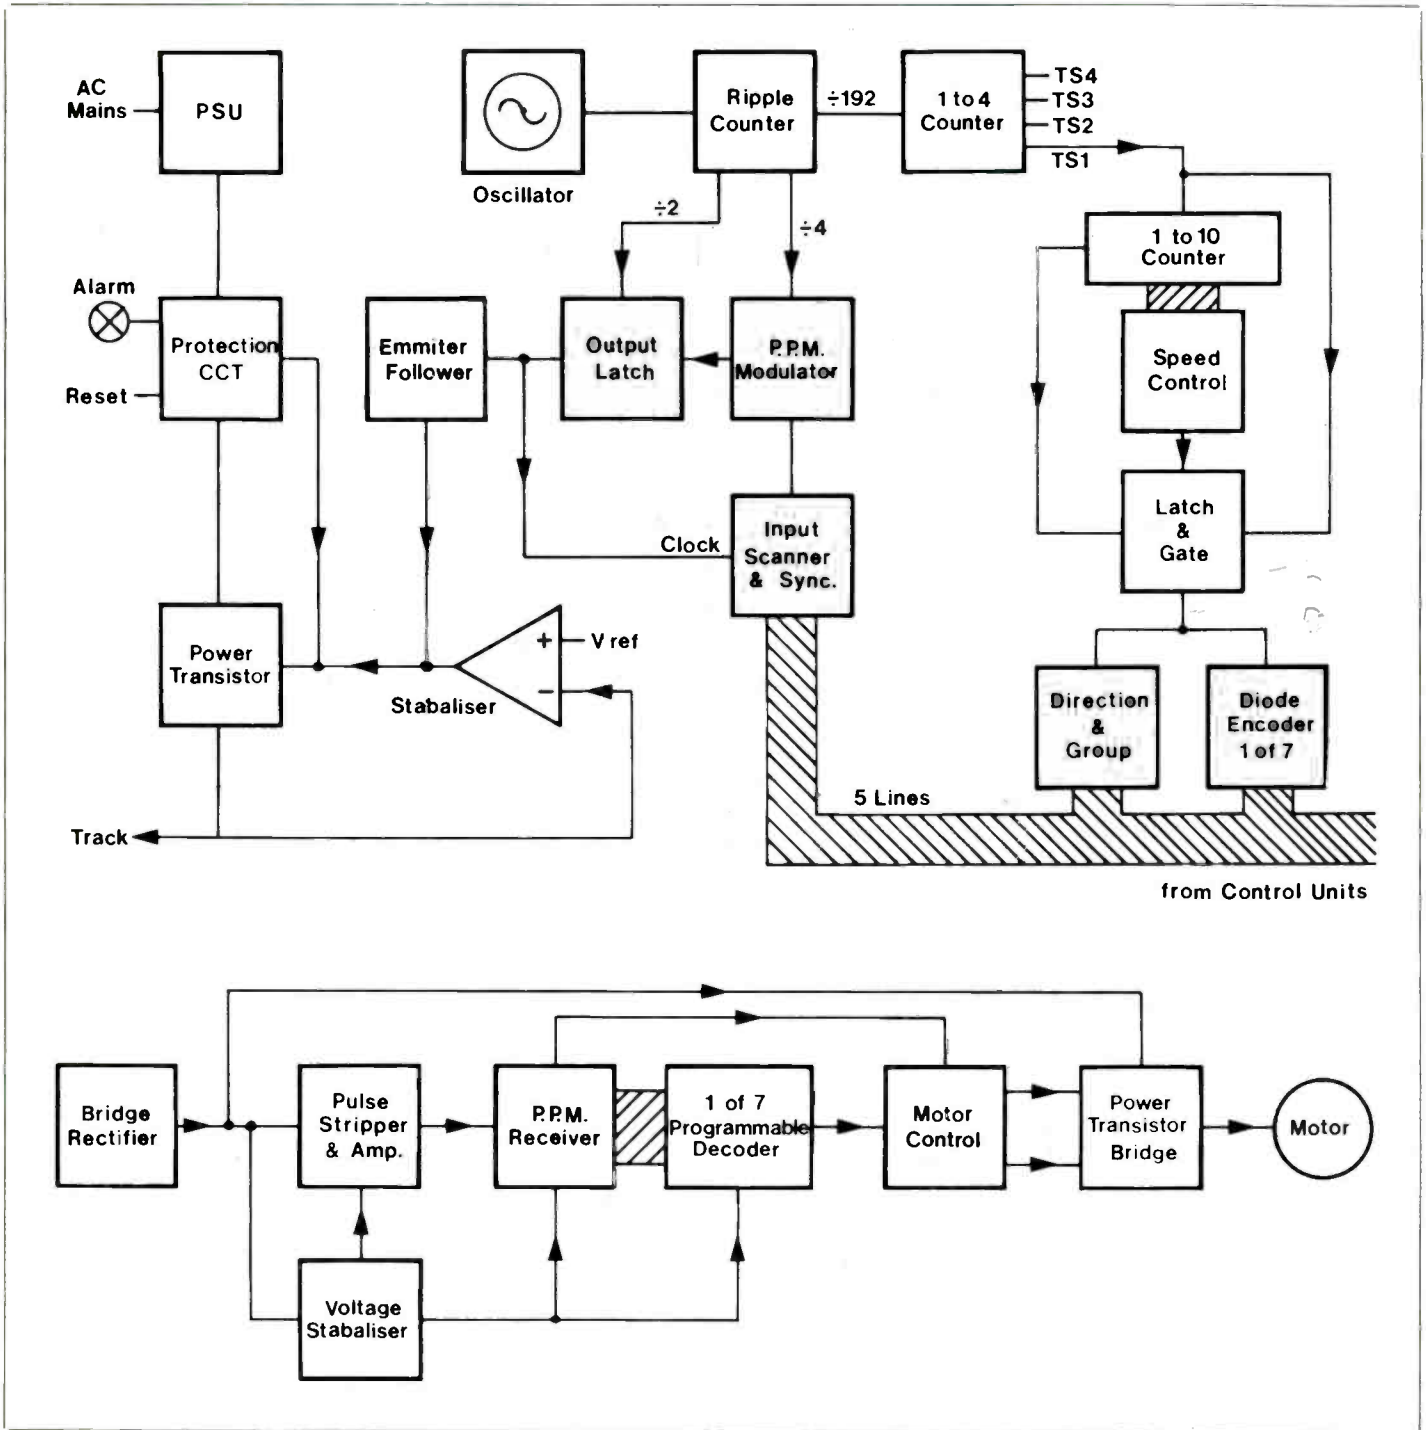 AC
Mains
PSU
Oscillator
Ripple
Counter
÷192
1 to 4
Counter
TS4
TS3
TS2
TS1
÷2
÷4
1 to 10
Counter
Alarm
Protection
CCT
Reset
Emmiter
Follower
Output
Latch
P.P.M.
Modulator
Speed
Control
Clock
Input
Scanner
& Sync.
Latch
&
Gate
Power
Transistor
+
V ref
−
Stabaliser
Direction
&
Group
Diode
Encoder
1 of 7
Track
5 Lines
from Control Units
Bridge
Rectifier
Pulse
Stripper
& Amp.
P.P.M.
Receiver
1 of 7
Programmable
Decoder
Motor
Control
Power
Transistor
Bridge
Motor
Voltage
Stabaliser